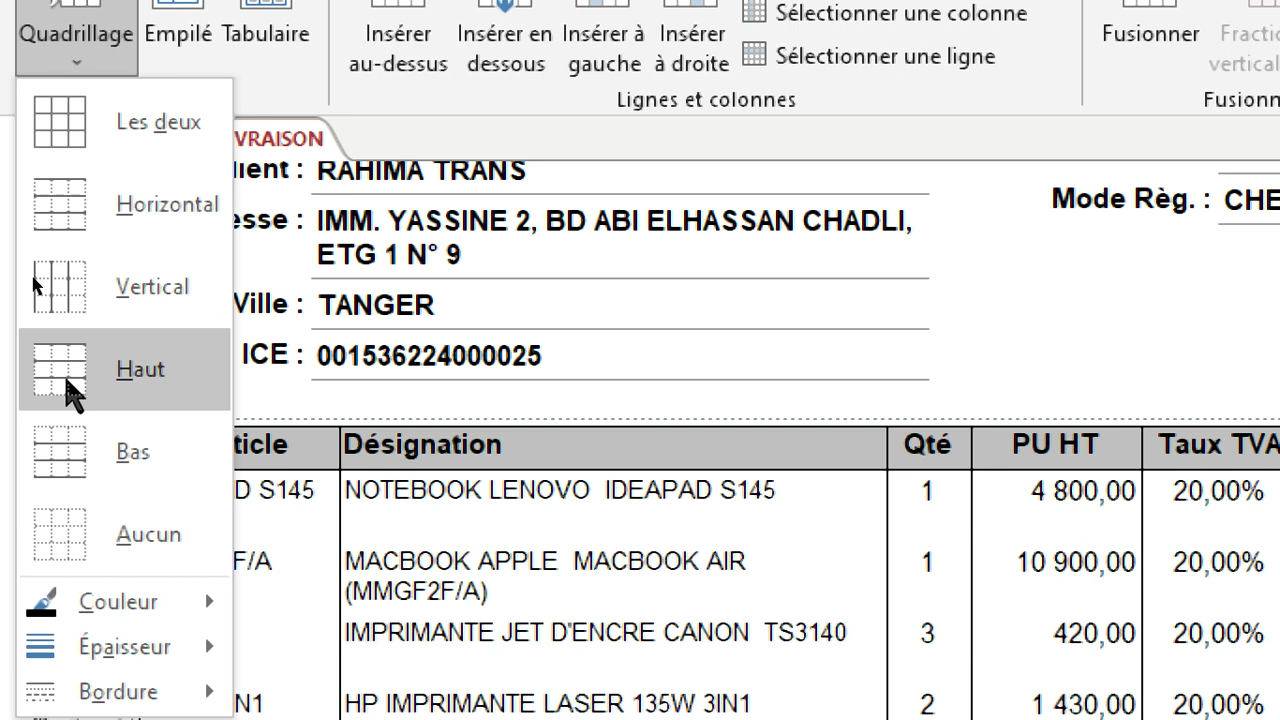 Quadrillage Empilé Tabulaire
Insérer au-dessus
Insérer en dessous
Insérer à gauche
Insérer à droite
Sélectionner une colonne
Sélectionner une ligne
Fusionner
Lignes et colonnes
Les deux
Horizontal
Vertical
Haut
Bas
Aucun
Couleur
Épaisseur
Bordure
VRAISON
RAHIMA TRANS
esse : IMM. YASSINE 2, BD ABI ELHASSAN CHADLI,
ETG 1 N° 9
Ville : TANGER
ICE : 001536224000025
Mode Règ. : CHE
ticle Désignation Qté PU HT Taux TVA
D S145 NOTEBOOK LENOVO IDEAPAD S145 1 4 800,00 20,00%
F/A MACBOOK APPLE MACBOOK AIR 1 10 900,00 20,00%
(MMGF2F/A)
IMPRIMANTE JET D'ENCRE CANON TS3140 3 420,00 20,00%
N1 HP IMPRIMANTE LASER 135W 3IN1 2 1 430,00 20,00%